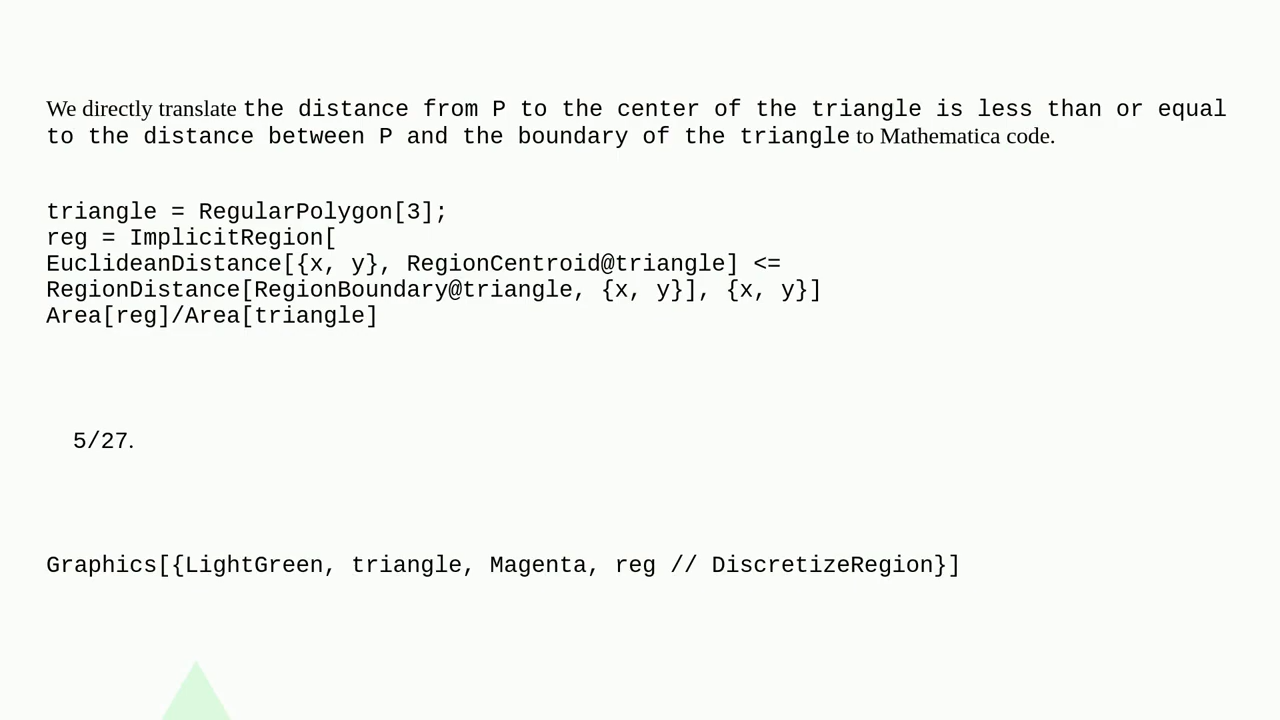 We directly translate the distance from P to the center of the triangle is less than or equal
to the distance between P and the boundary of the triangle to Mathematica code.
triangle = RegularPolygon[3];
reg = ImplicitRegion[
EuclideanDistance[{x, y}, RegionCentroid@triangle] <=
RegionDistance[RegionBoundary@triangle, {x, y}], {x, y}]
Area[reg]/Area[triangle]
5/27.
Graphics[{LightGreen, triangle, Magenta, reg // DiscretizeRegion}]